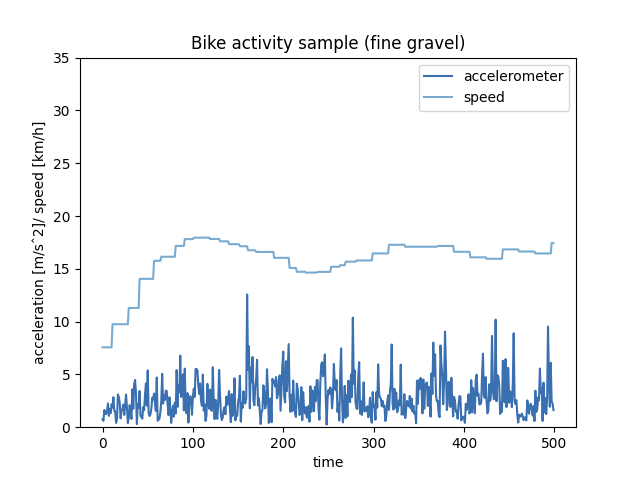 Bike activity sample (fine gravel)
accelerometer
speed
acceleration [m/s^2]/ speed [km/h]
35
30
25
20
15
10
5
0
0 100 200 300 400 500
time